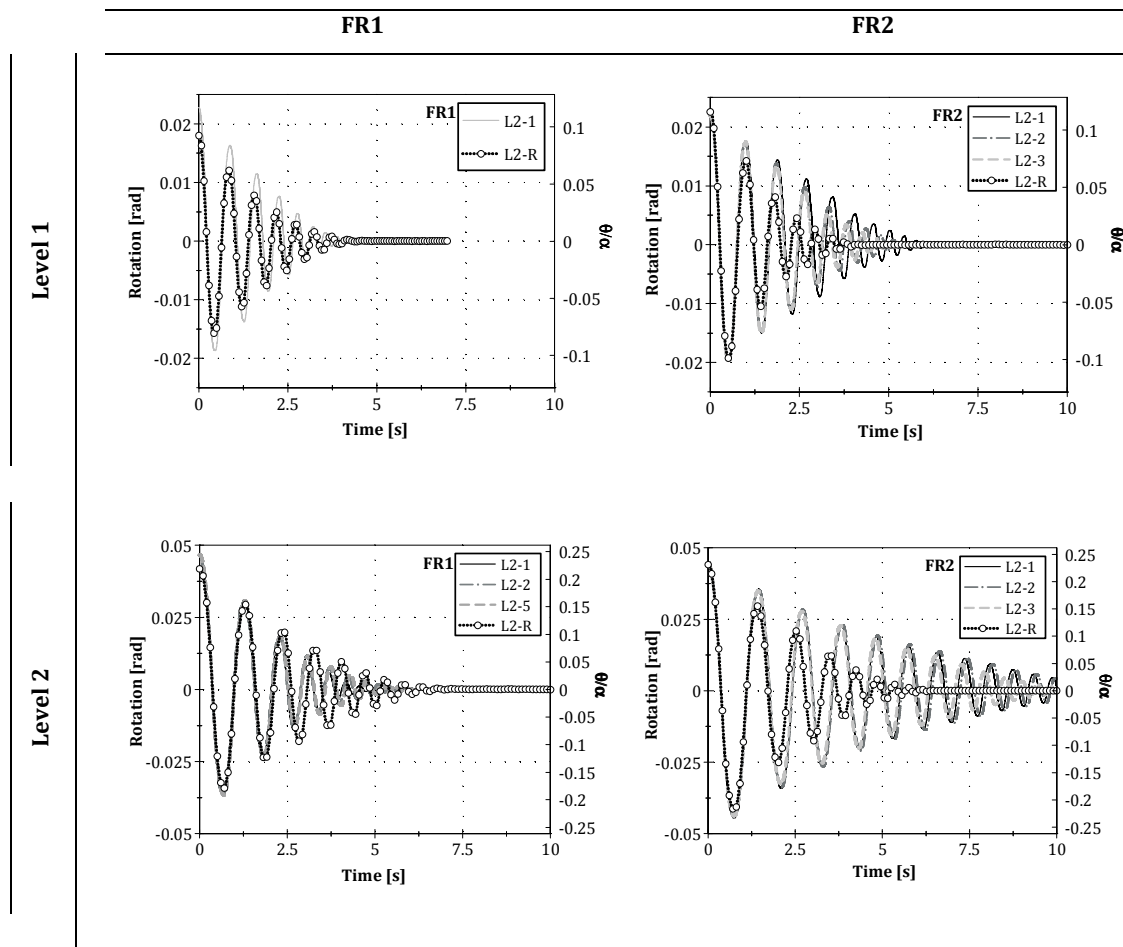 FR1 FR2
Level 1
FR1
L2-1
L2-R
0.02
0.01
0
-0.01
-0.02
Rotation [rad]
0.1
0.05
0
-0.05
-0.1
θ/α
0 2.5 5 7.5 10
Time [s]
FR2
L2-1
L2-2
L2-3
L2-R
0.02
0.01
0
-0.01
-0.02
Rotation [rad]
0.1
0.05
0
-0.05
-0.1
θ/α
0 2.5 5 7.5 10
Time [s]
Level 2
FR1
L2-1
L2-2
L2-5
L2-R
0.05
0.025
0
-0.025
-0.05
Rotation [rad]
0.25
0.2
0.15
0.1
0.05
0
-0.05
-0.1
-0.15
-0.2
-0.25
θ/α
0 2.5 5 7.5 10
Time [s]
FR2
L2-1
L2-2
L2-3
L2-R
0.05
0.025
0
-0.025
-0.05
Rotation [rad]
0.25
0.2
0.15
0.1
0.05
0
-0.05
-0.1
-0.15
-0.2
-0.25
θ/α
0 2.5 5 7.5 10
Time [s]